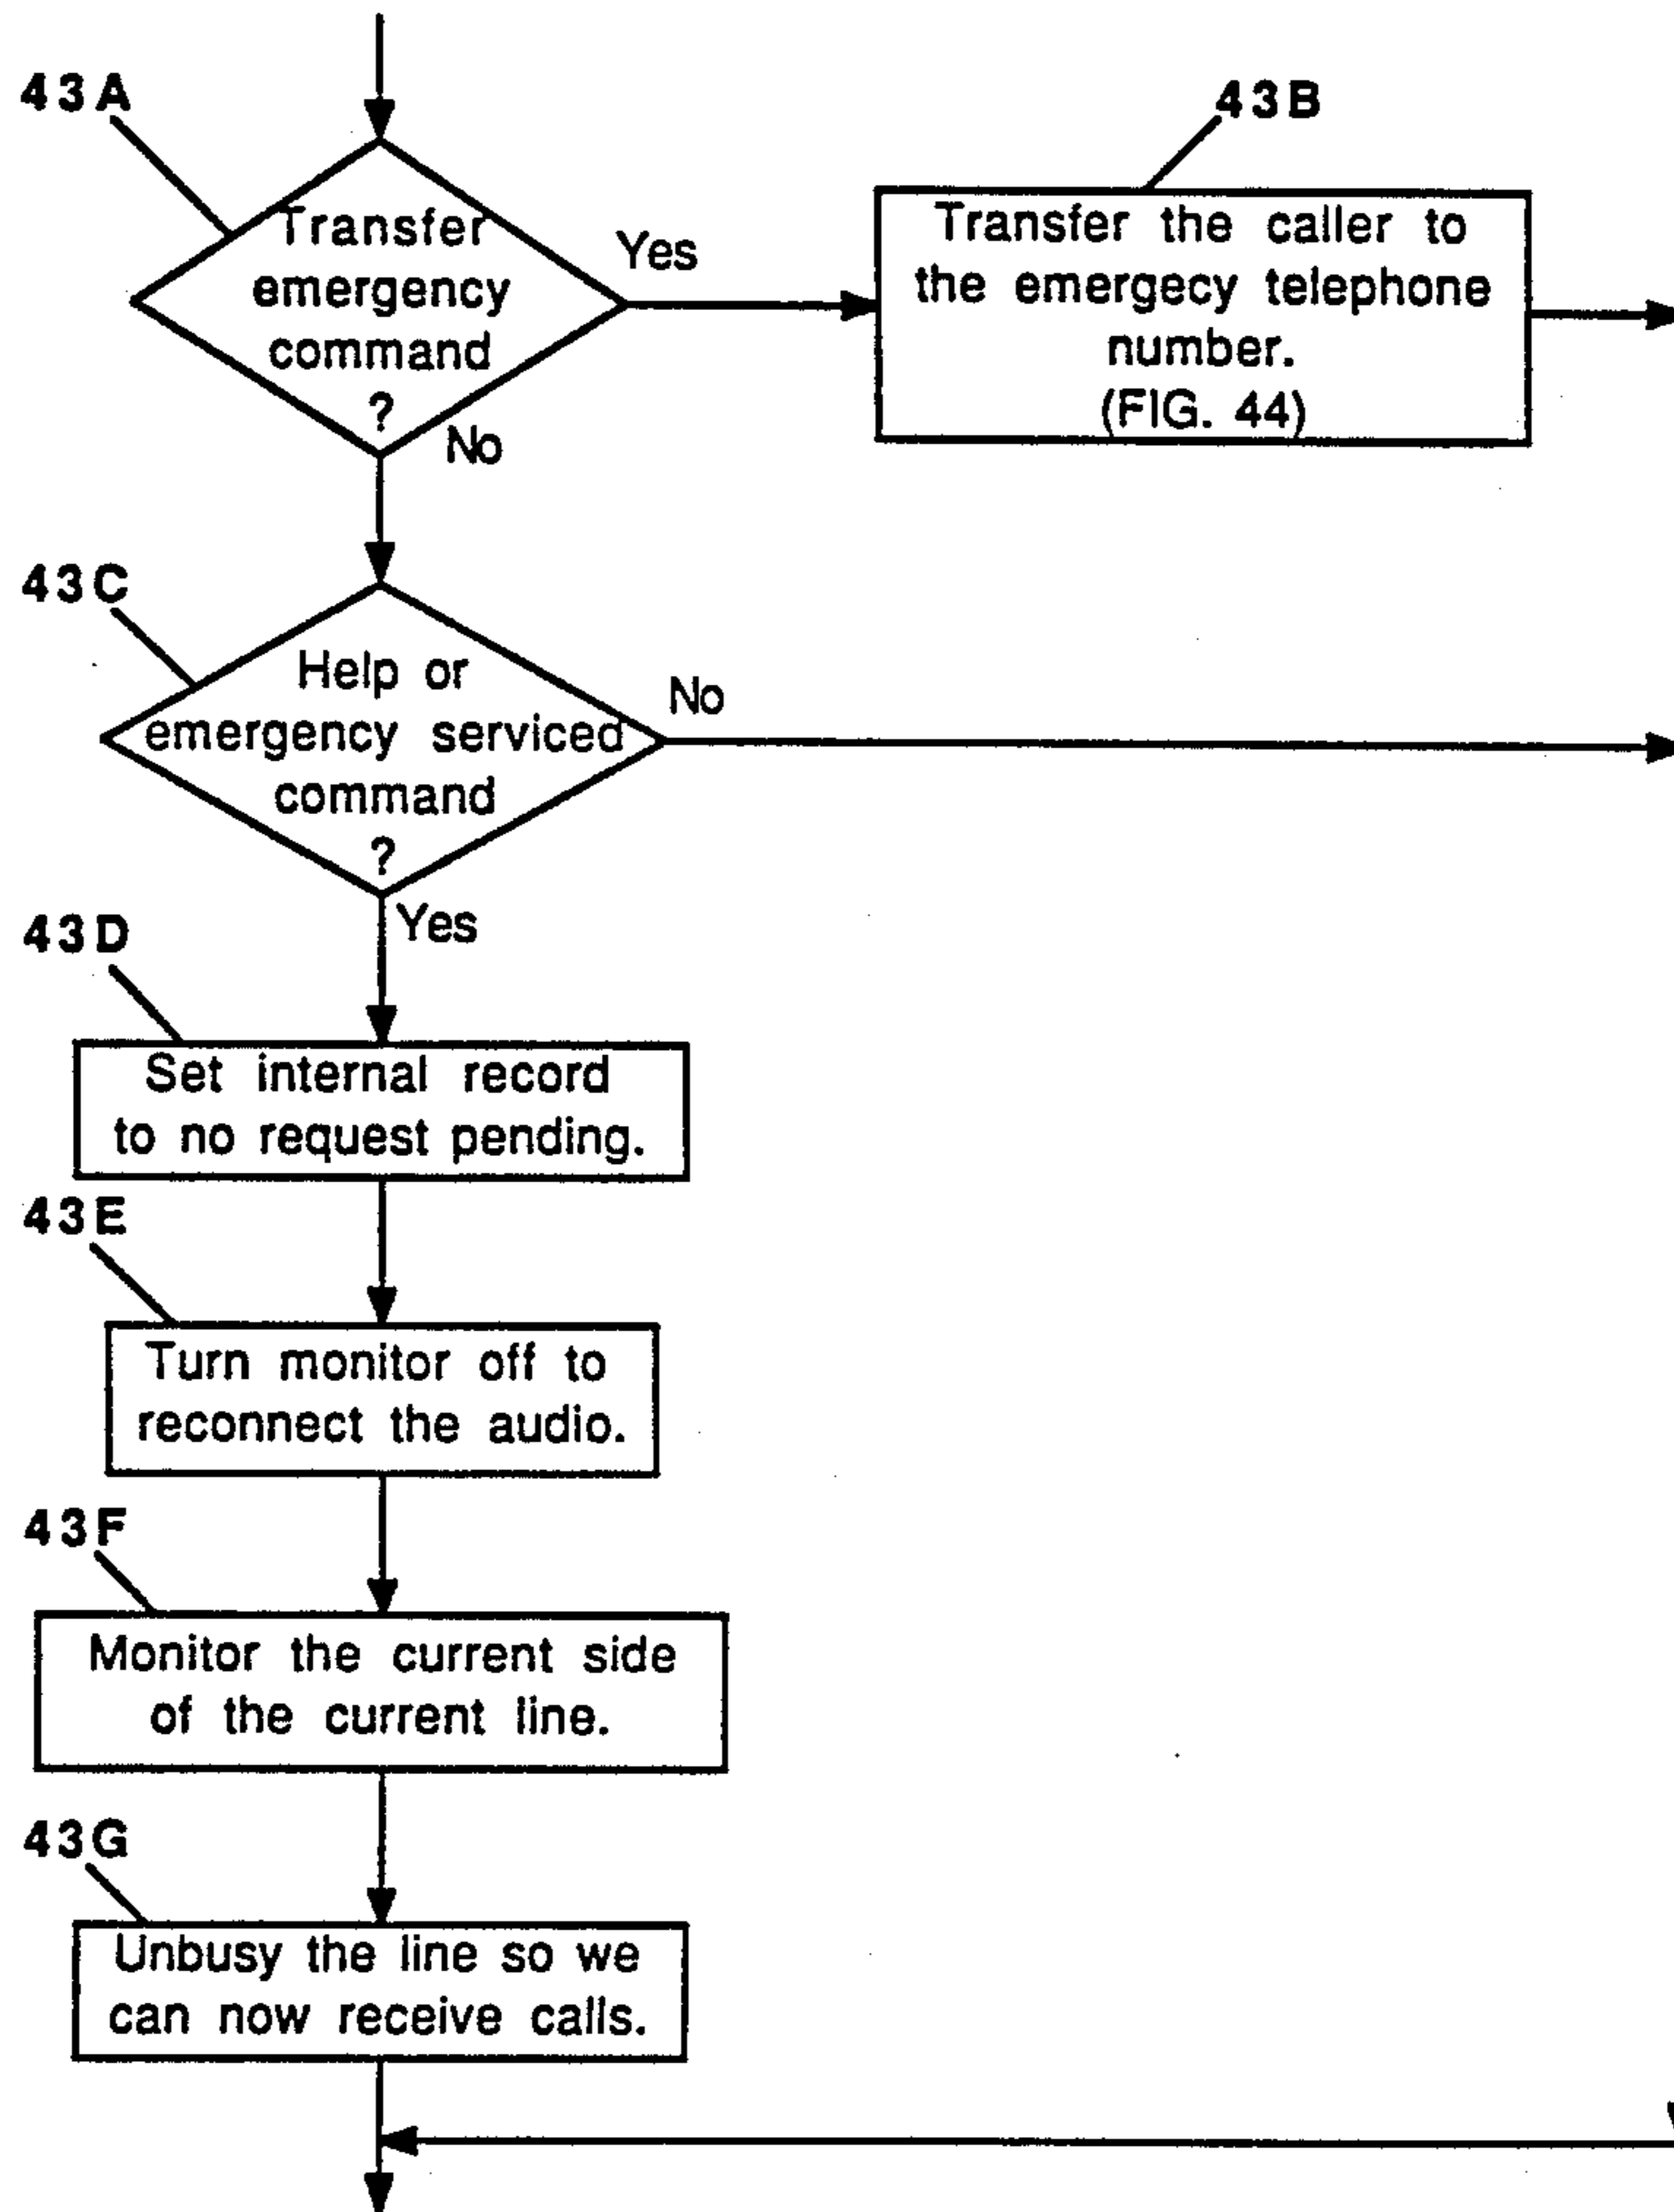 43A
Transfer
emergency
command
?
Yes
No
43B
Transfer the caller to
the emergecy telephone
number.
(FIG. 44)
43C
Help or
emergency serviced
command
?
No
Yes
43D
Set internal record
to no request pending.
43E
Turn monitor off to
reconnect the audio.
43F
Monitor the current side
of the current line.
43G
Unbusy the line so we
can now receive calls.